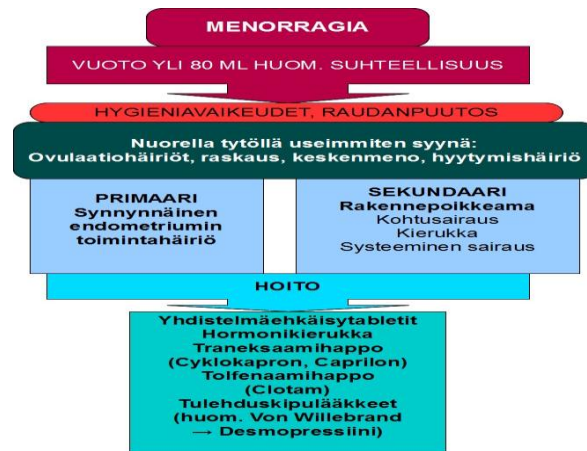 MENORRAGIA
VUOTO YLI 80 ML HUOM. SUHTEELLISUUS
HYGIENIAVAIKEUDET, RAUDANPUUTOS
Nuorella tytöllä useimmiten syynä:
Ovulaatiohäiriöt, raskaus, keskenmeno, hyytymishäiriö
PRIMAARI
Synnynnäinen
endometriumin
toimintahäiriö
SEKUNDAARI
Rakennepoikkeama
Kohtusairaus
Kierukka
Systeeminen sairaus
HOITO
Yhdistelmäehkäisytabletit
Hormonikierukka
Traneksaamihappo
(Cyklokapron, Caprilon)
Tolfenaamihappo
(Clotam)
Tulehduskipulääkkeet
(huom. Von Willebrand
→ Desmopressiini)